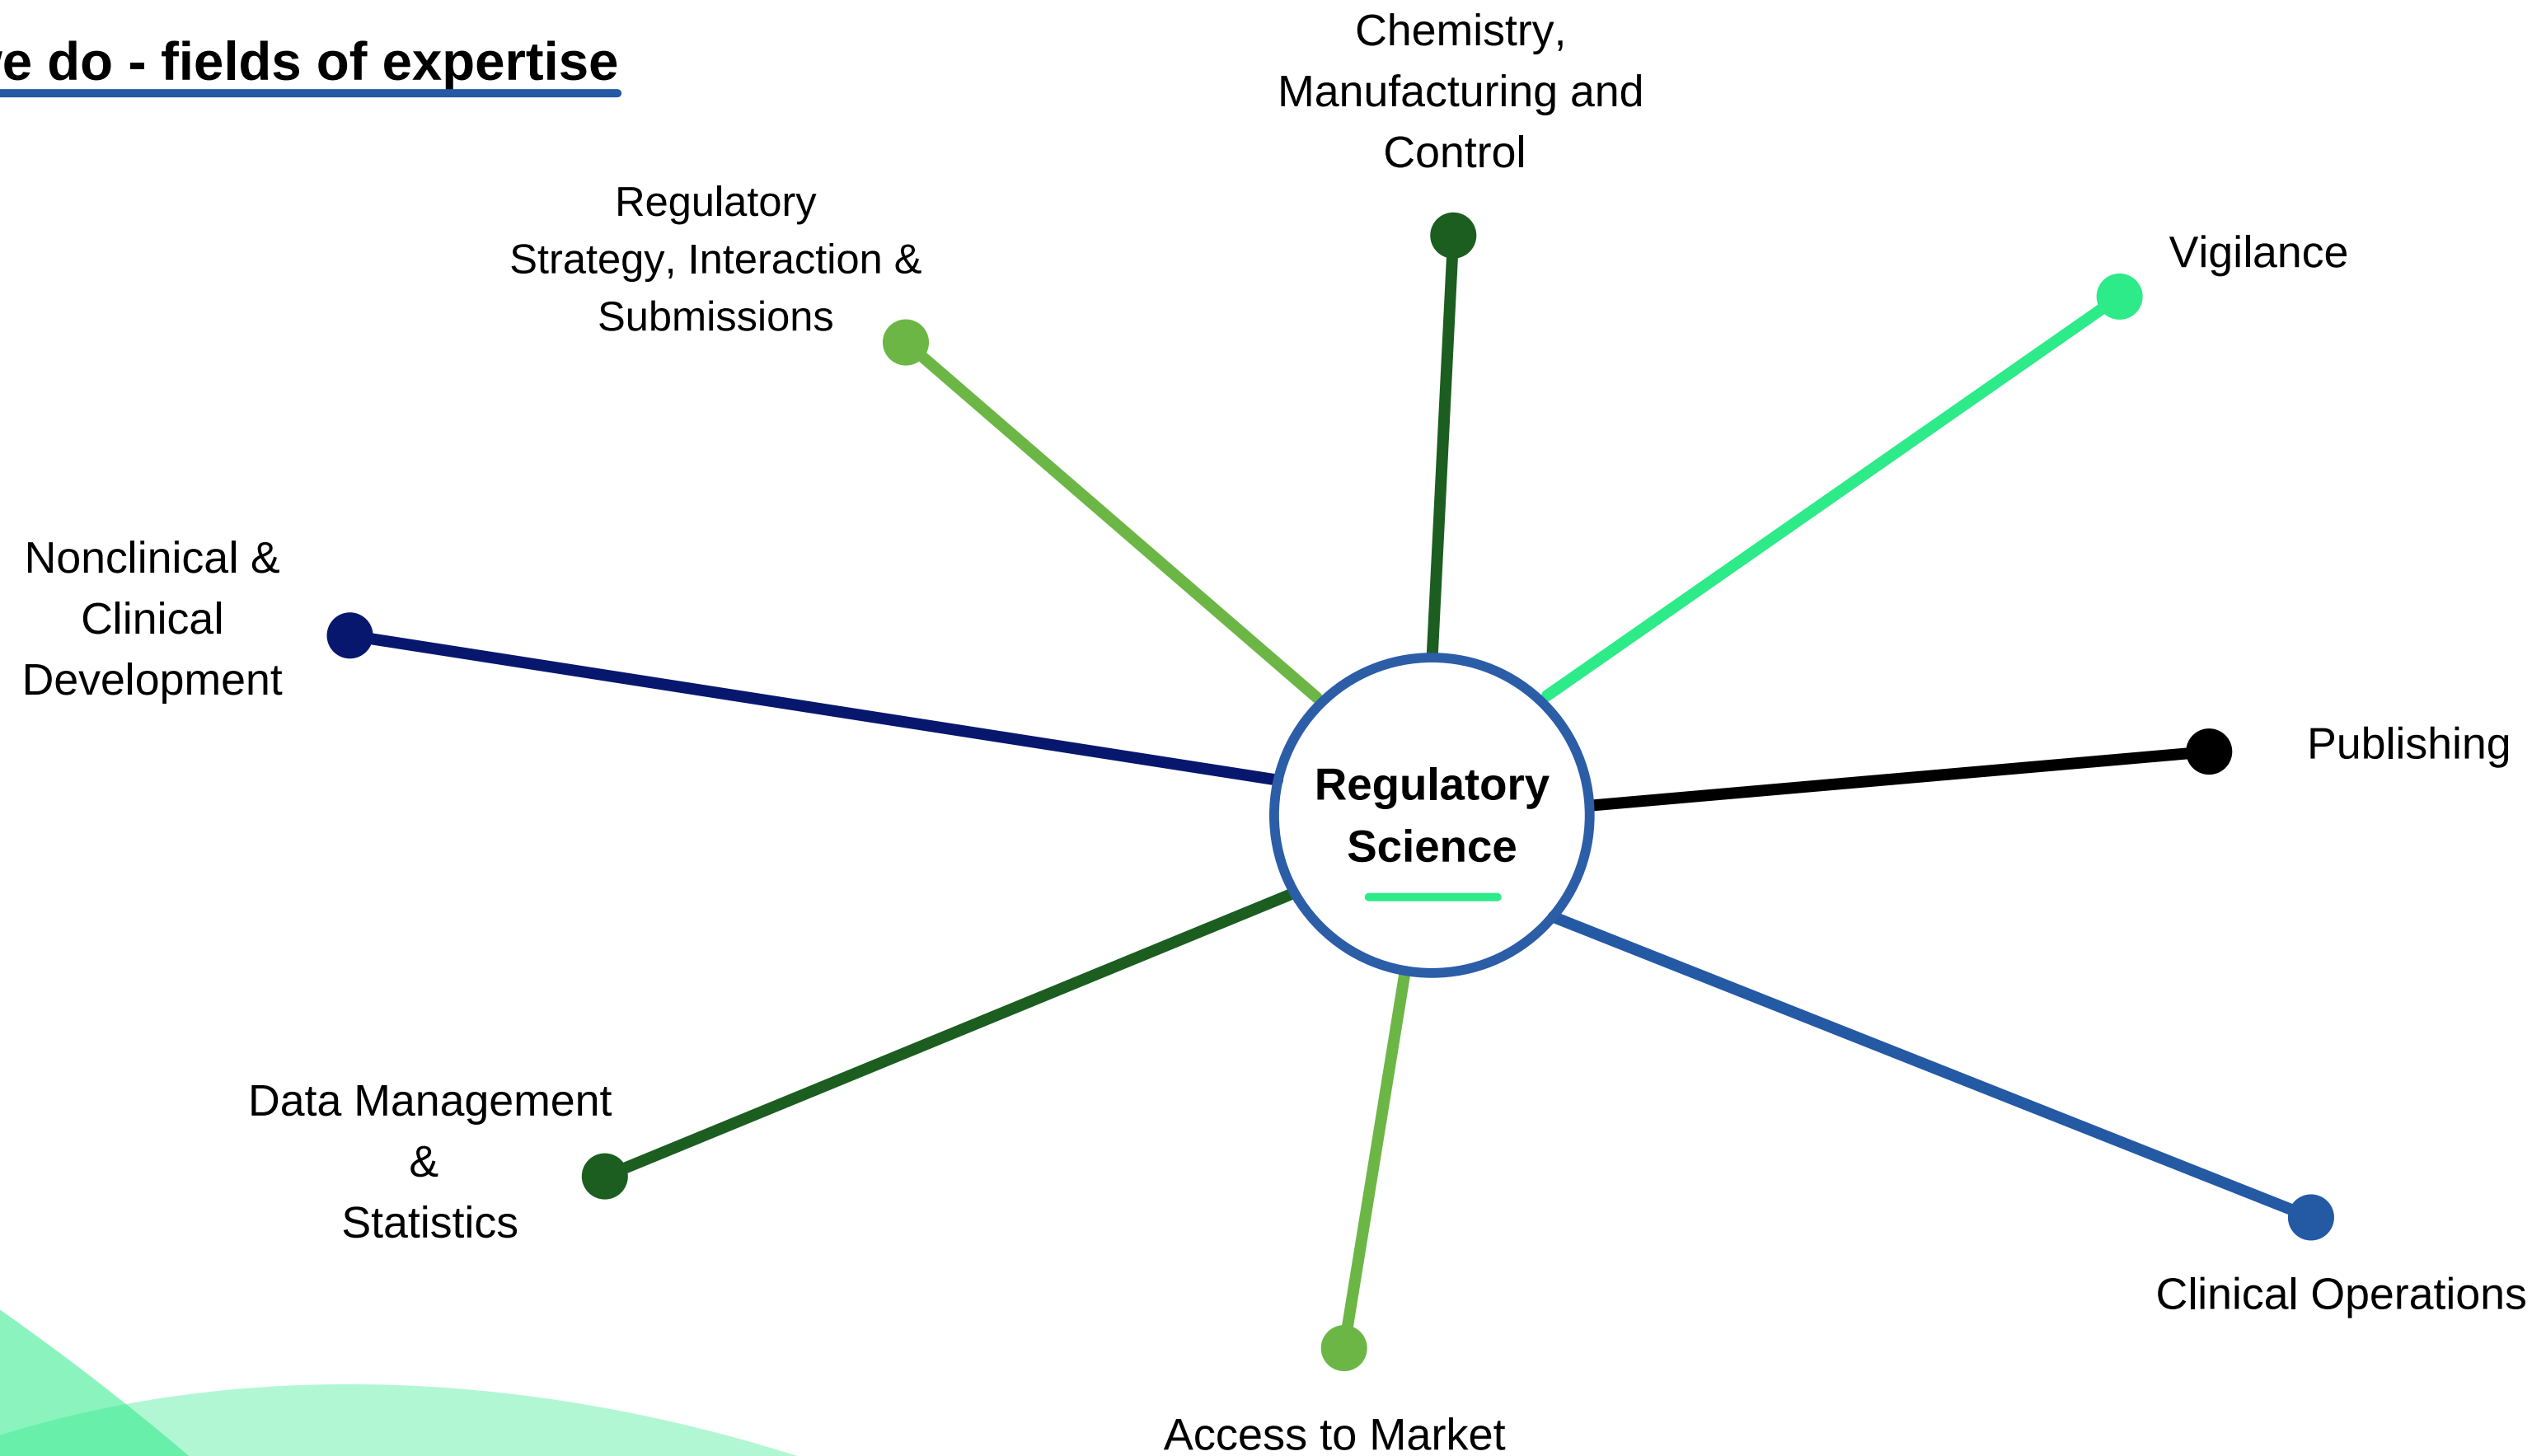 e do - fields of expertise
Chemistry,
Manufacturing and
Control
Regulatory
Strategy, Interaction &
Submissions
Vigilance
Nonclinical &
Clinical
Development
Publishing
Regulatory
Science
Data Management
&
Statistics
Clinical Operations
Access to Market